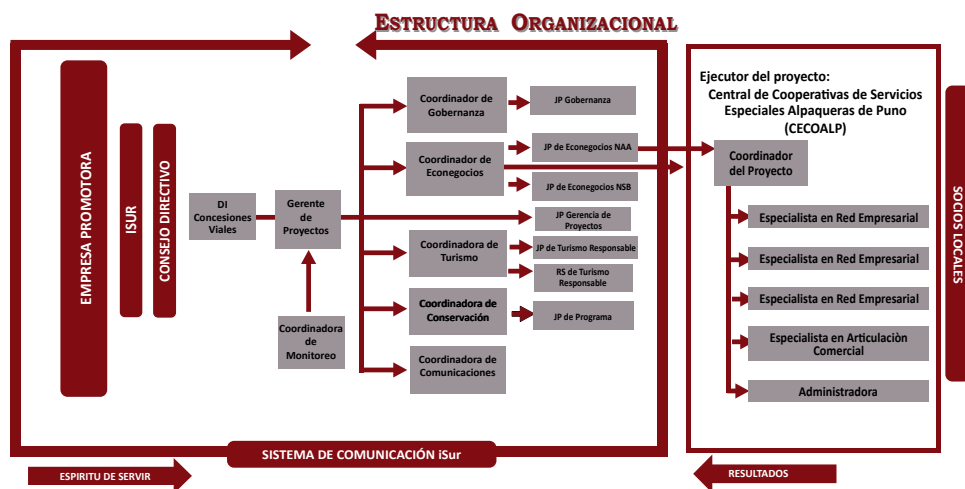 ESTRUCTURA ORGANIZACIONAL
EMPRESA PROMOTORA
ISUR
CONSEJO DIRECTIVO
DI
Concesiones
Viales
Gerente
de
Proyectos
Coordinadora
de
Monitoreo
Coordinador de
Gobernanza
JP Gobernanza
Coordinador de
Econegocios
JP de Econegocios NAA
JP de Econegocios NSB
JP Gerencia de
Proyectos
Coordinadora de
Turismo
JP de Turismo Responsable
RS de Turismo
Responsable
Coordinadora de
Conservación
JP de Programa
Coordinadora de
Comunicaciones
Ejecutor del proyecto:
Central de Cooperativas de Servicios
Especiales Alpaqueras de Puno
(CECOALP)
Coordinador
del Proyecto
Especialista en Red Empresarial
Especialista en Red Empresarial
Especialista en Red Empresarial
Especialista en Articulaciòn
Comercial
Administradora
SOCIOS LOCALES
SISTEMA DE COMUNICACIÓN iSur
ESPIRITU DE SERVIR
RESULTADOS